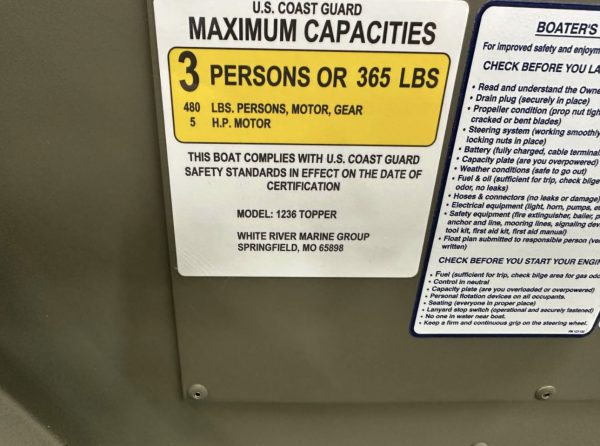 U.S. COAST GUARD
MAXIMUM CAPACITIES
3 PERSONS OR 365 LBS
480 LBS. PERSONS, MOTOR, GEAR
5 H.P. MOTOR
THIS BOAT COMPLIES WITH U.S. COAST GUARD
SAFETY STANDARDS IN EFFECT ON THE DATE OF
CERTIFICATION
MODEL: 1236 TOPPER
WHITE RIVER MARINE GROUP
SPRINGFIELD, MO 65898
BOATER'S
For improved safety and enjoym
CHECK BEFORE YOU LA
• Read and understand the Owne
• Drain plug (securely in place)
• Propeller condition (prop nut tigh
cracked or bent blades)
• Steering system (working smoothly
locking nuts in place)
• Battery (fully charged, cable terminal
• Capacity plate (are you overpowered)
• Weather conditions (safe to go out)
• Fuel & oil (sufficient for trip, check bilge
odor, no leaks)
• Hoses & connectors (no leaks or damage)
• Electrical equipment (light, horn, pumps, e
• Safety equipment (fire extinguisher, bailer, p
anchor and line, mooring lines, signaling dev
tool kit, first aid kit, first aid manual)
• Float plan submitted to responsible person (ve
written)
CHECK BEFORE YOU START YOUR ENGIN
• Fuel (sufficient for trip, check bilge area for gas odo
• Control in neutral
• Capacity plate (are you overloaded or overpowered)
• Personal flotation devices on all occupants.
• Seating (everyone in proper place)
• Lanyard stop switch (operational and securely fastened)
• No one in water near boat.
• Keep a firm and continuous grip on the steering wheel.